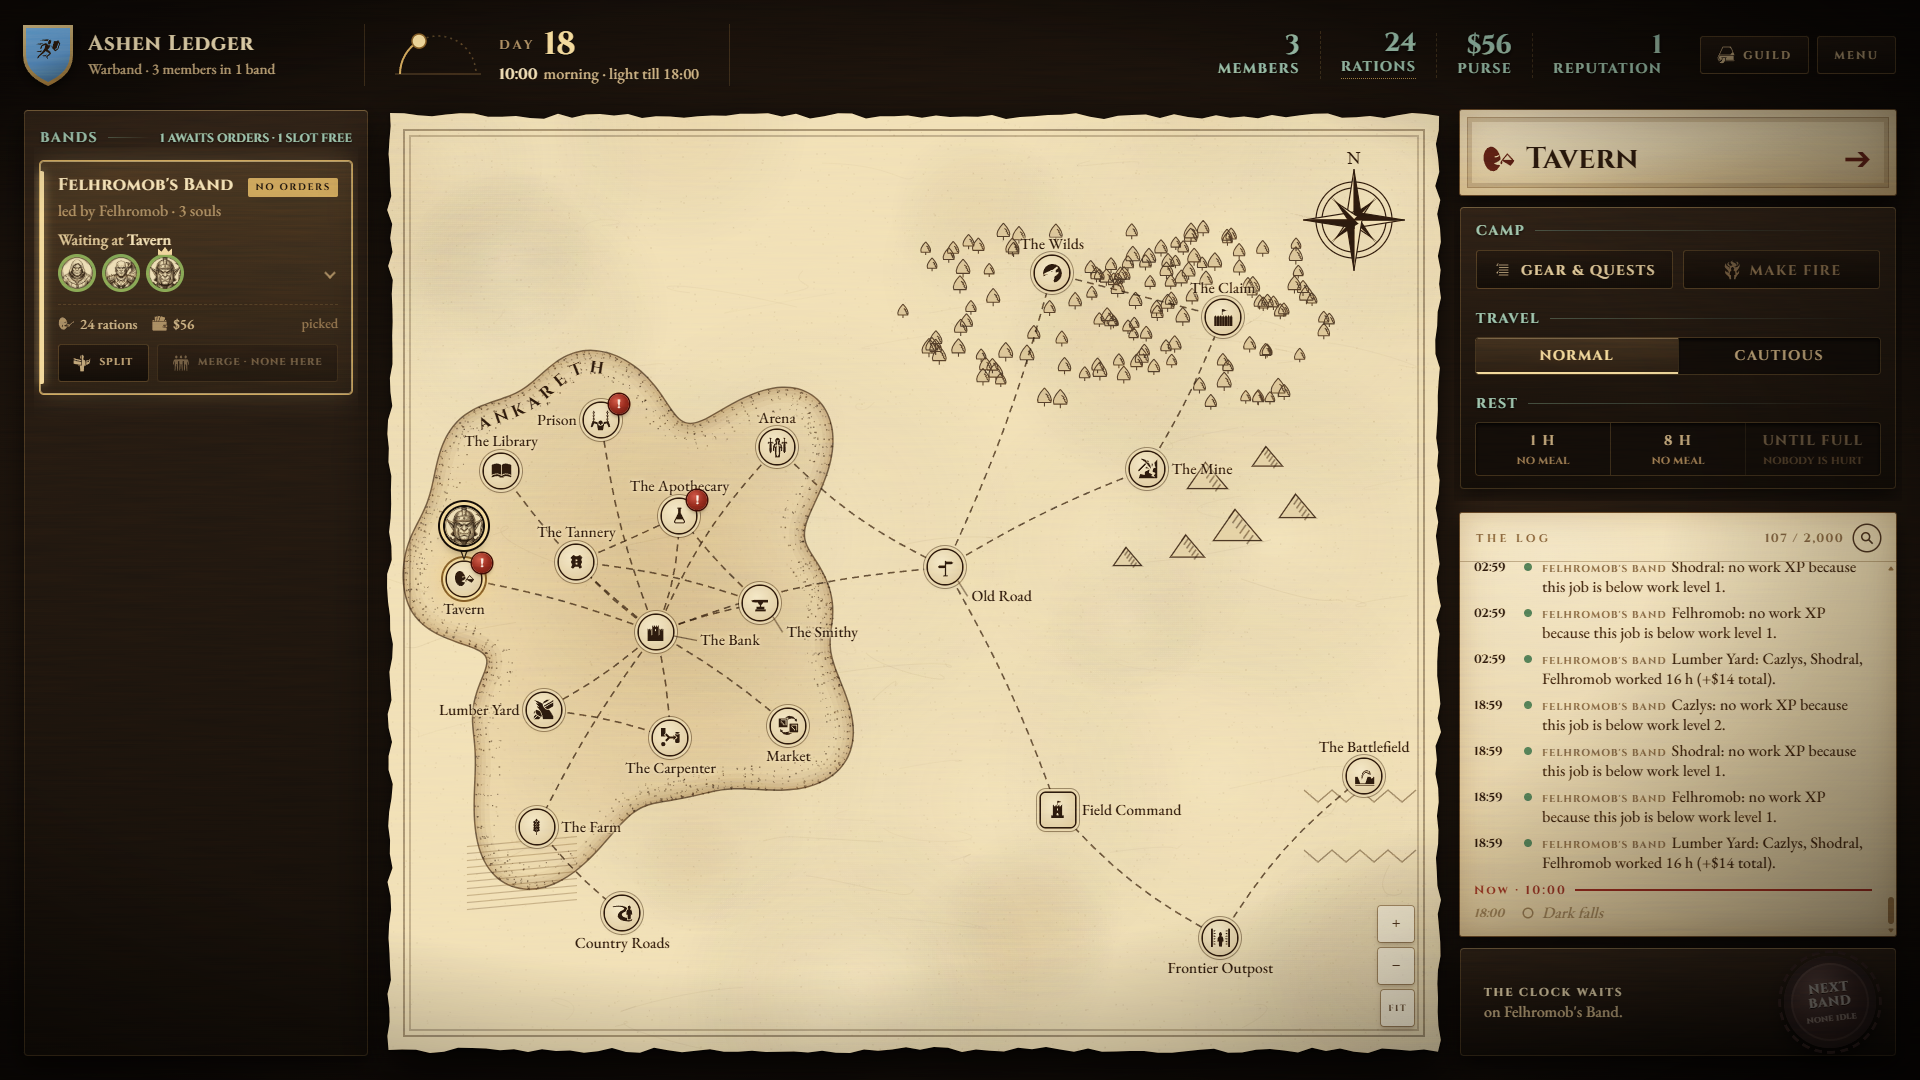 ASHEN LEDGER
Warband · 3 members in 1 band
DAY 18
10:00 morning · light till 18:00
3
MEMBERS
24
RATIONS
$56
PURSE
1
REPUTATION
GUILD
MENU
BANDS
1 AWAITS ORDERS · 1 SLOT FREE
FELHROMOB'S BAND
NO ORDERS
led by Felhromob · 3 souls
Waiting at Tavern
24 rations
$56
picked
SPLIT
MERGE · NONE HERE
N
The Wilds
The Claim
ANKARETH
Prison
!
The Library
Arena
The Apothecary
!
The Mine
The Tannery
!
Tavern
Old Road
The Smithy
The Bank
Lumber Yard
Market
The Carpenter
The Battlefield
Field Command
The Farm
Country Roads
Frontier Outpost
+
−
FIT
TAVERN
CAMP
GEAR & QUESTS
MAKE FIRE
TRAVEL
NORMAL
CAUTIOUS
REST
1 H
NO MEAL
8 H
NO MEAL
UNTIL FULL
NOBODY IS HURT
THE LOG
107 / 2,000
02:59 FELHROMOB'S BAND Shodral: no work XP because
this job is below work level 1.
02:59 FELHROMOB'S BAND Felhromob: no work XP
because this job is below work level 1.
02:59 FELHROMOB'S BAND Lumber Yard: Cazlys, Shodral,
Felhromob worked 16 h (+$14 total).
18:59 FELHROMOB'S BAND Cazlys: no work XP because
this job is below work level 2.
18:59 FELHROMOB'S BAND Shodral: no work XP because
this job is below work level 1.
18:59 FELHROMOB'S BAND Felhromob: no work XP
because this job is below work level 1.
18:59 FELHROMOB'S BAND Lumber Yard: Cazlys, Shodral,
Felhromob worked 16 h (+$14 total).
NOW · 10:00
18:00 Dark falls
THE CLOCK WAITS
on Felhromob's Band.
NEXT
BAND
NONE IDLE